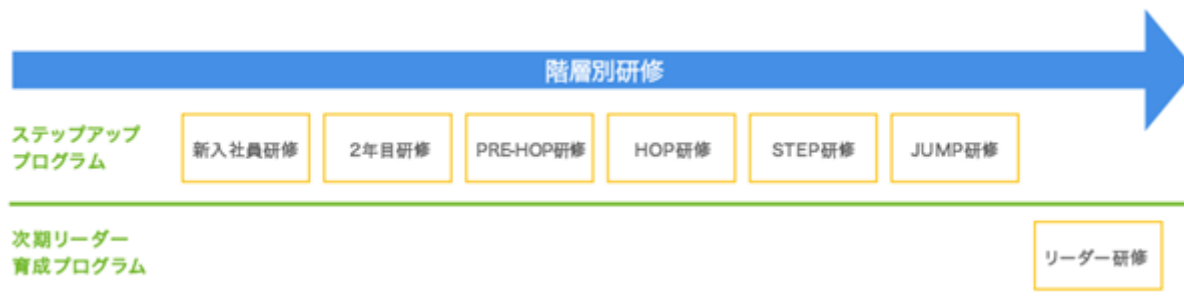 階層別研修
ステップアップ
プログラム
新入社員研修
2年目研修
PRE-HOP研修
HOP研修
STEP研修
JUMP研修
次期リーダー
育成プログラム
リーダー研修